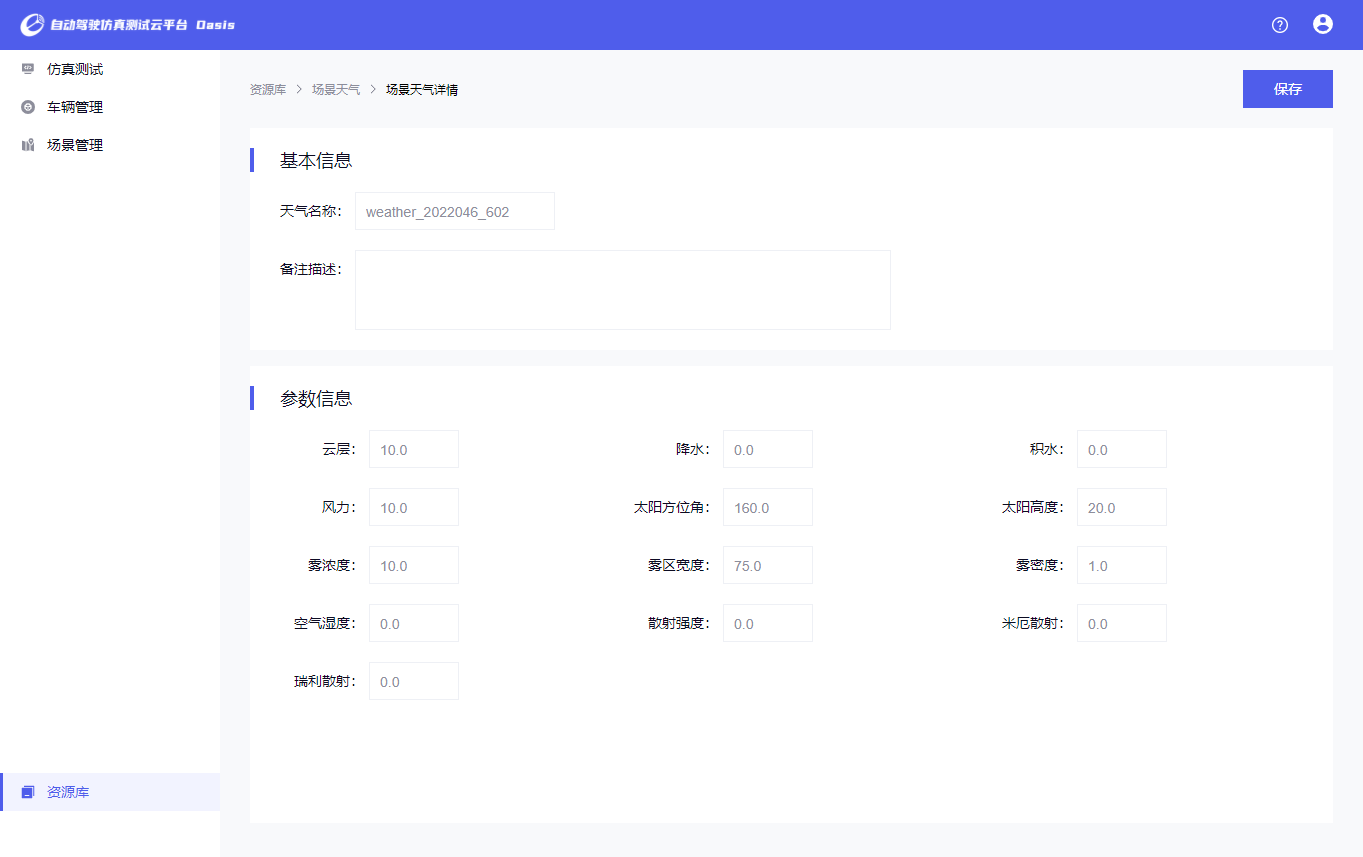 自动驾驶仿真测试云平台 Oasis
仿真测试
车辆管理
场景管理
资源库
资源库 > 场景天气 > 场景天气详情
保存
基本信息
天气名称： weather_2022046_602
备注描述：
参数信息
云层： 10.0 降水： 0.0 积水： 0.0
风力： 10.0 太阳方位角： 160.0 太阳高度： 20.0
雾浓度： 10.0 雾区宽度： 75.0 雾密度： 1.0
空气湿度： 0.0 散射强度： 0.0 米厄散射： 0.0
瑞利散射： 0.0